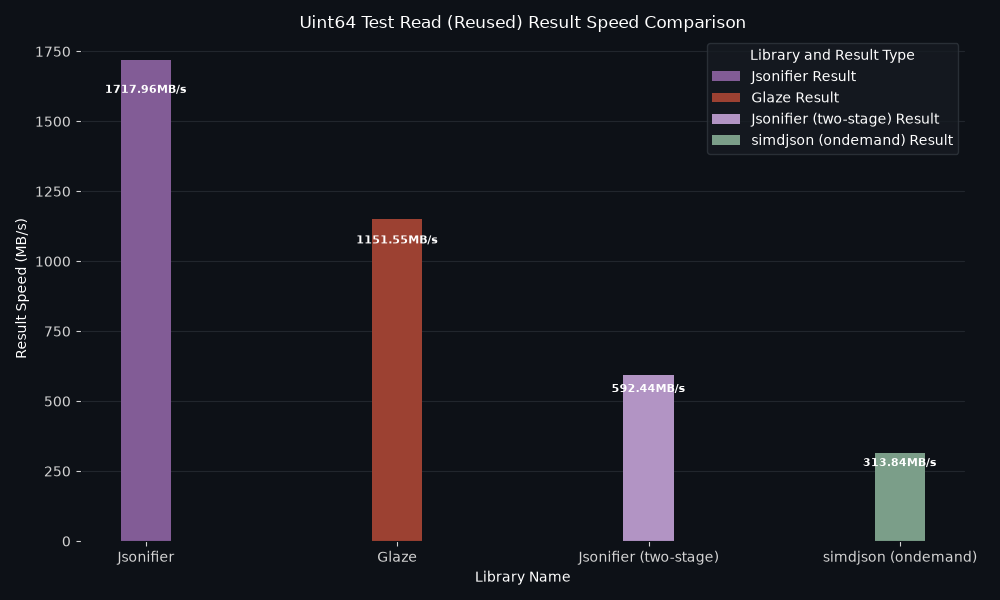 Uint64 Test Read (Reused) Result Speed Comparison
Result Speed (MB/s)
1750
1500
1250
1000
750
500
250
0
1717.96MB/s
1151.55MB/s
592.44MB/s
313.84MB/s
Library and Result Type
Jsonifier Result
Glaze Result
Jsonifier (two-stage) Result
simdjson (ondemand) Result
Jsonifier
Glaze
Jsonifier (two-stage)
simdjson (ondemand)
Library Name